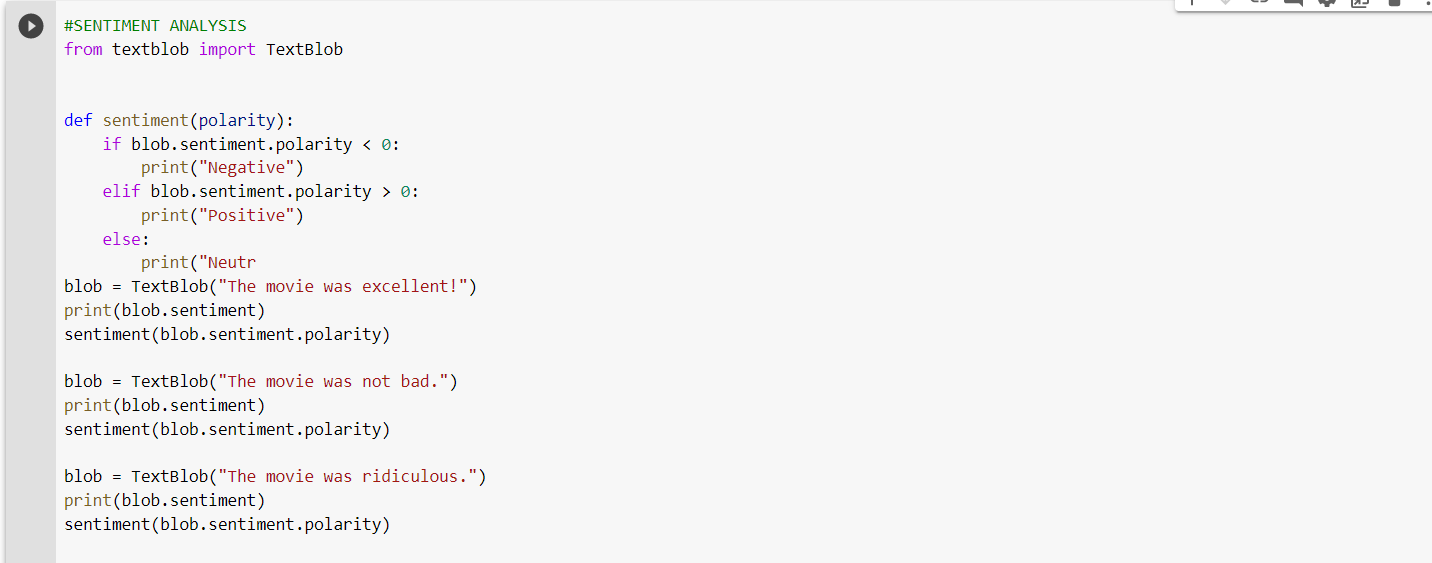 #SENTIMENT ANALYSIS
from textblob import TextBlob
def sentiment(polarity):
    if blob.sentiment.polarity < 0:
        print("Negative")
    elif blob.sentiment.polarity > 0:
        print("Positive")
    else:
        print("Neutr
blob = TextBlob("The movie was excellent!")
print(blob.sentiment)
sentiment(blob.sentiment.polarity)
blob = TextBlob("The movie was not bad.")
print(blob.sentiment)
sentiment(blob.sentiment.polarity)
blob = TextBlob("The movie was ridiculous.")
print(blob.sentiment)
sentiment(blob.sentiment.polarity)